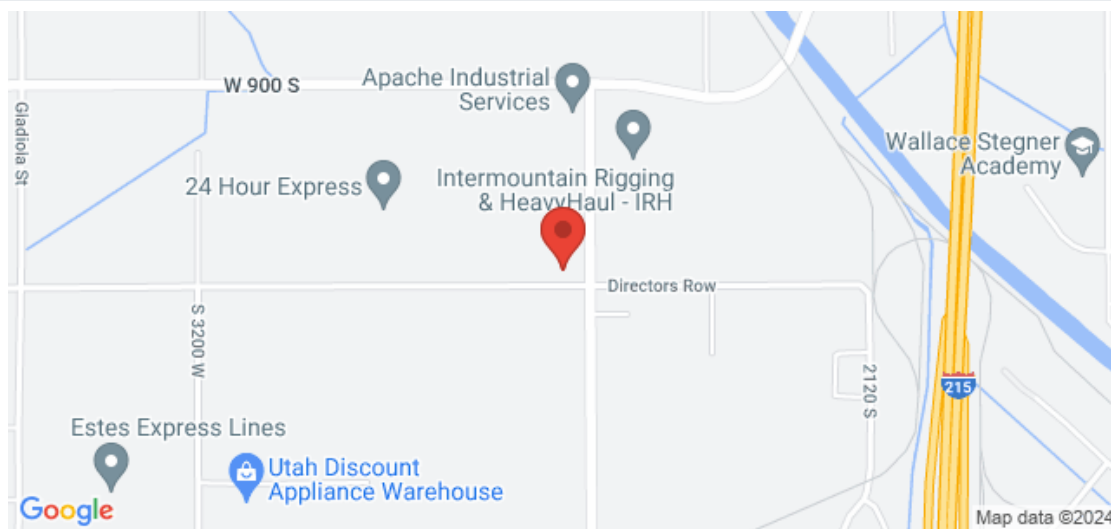 W 900 S
Apache Industrial
Services
Gladiola St
Wallace Stegner
Academy
24 Hour Express
Intermountain Rigging
& HeavyHaul - IRH
Directors Row
S 3200 W
2120 S
215
Estes Express Lines
Utah Discount
Appliance Warehouse
Google
Map data ©2024